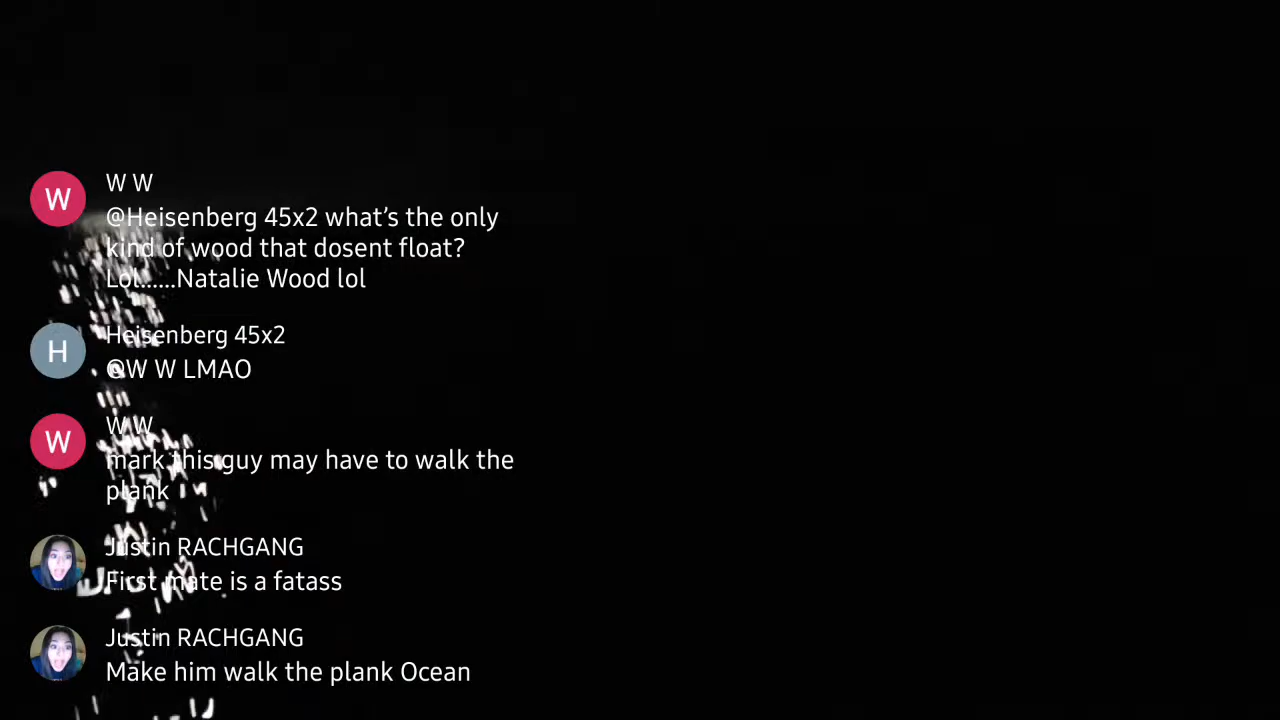 W W
@Heisenberg 45x2 what's the only
kind of wood that dosent float?
Lol......Natalie Wood lol
Heisenberg 45x2
@W W LMAO
W W
mark this guy may have to walk the
plank
Justin RACHGANG
First mate is a fatass
Justin RACHGANG
Make him walk the plank Ocean